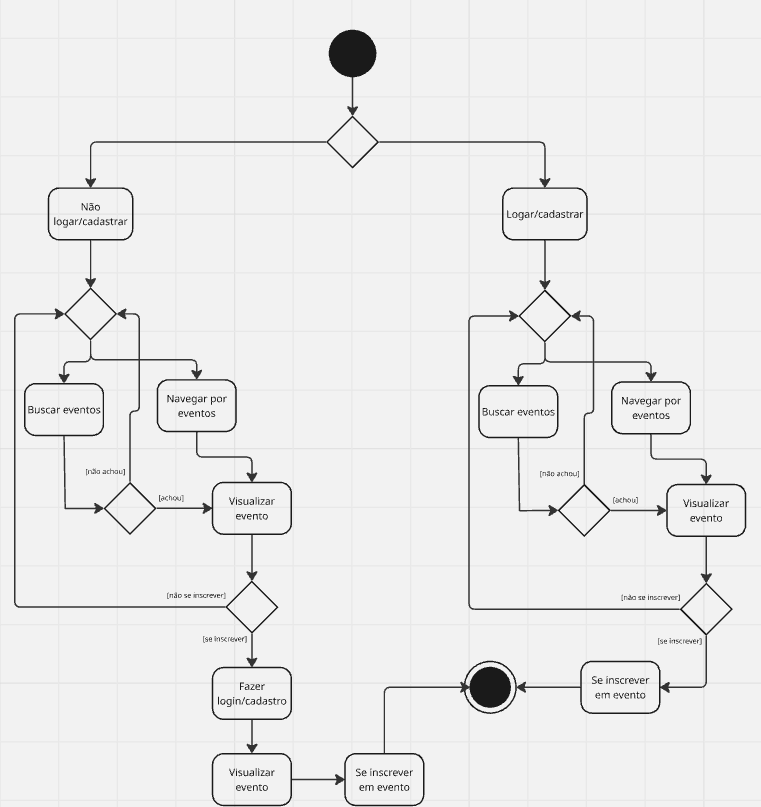 Não
logar/cadastrar
Logar/cadastrar
Buscar eventos
Navegar por
eventos
[não achou]
[achou]
Visualizar
evento
[não se inscrever]
[se inscrever]
Fazer
login/cadastro
Visualizar
evento
Se inscrever
em evento
Buscar eventos
Navegar por
eventos
[não achou]
[achou]
Visualizar
evento
[não se inscrever]
[se inscrever]
Se inscrever
em evento